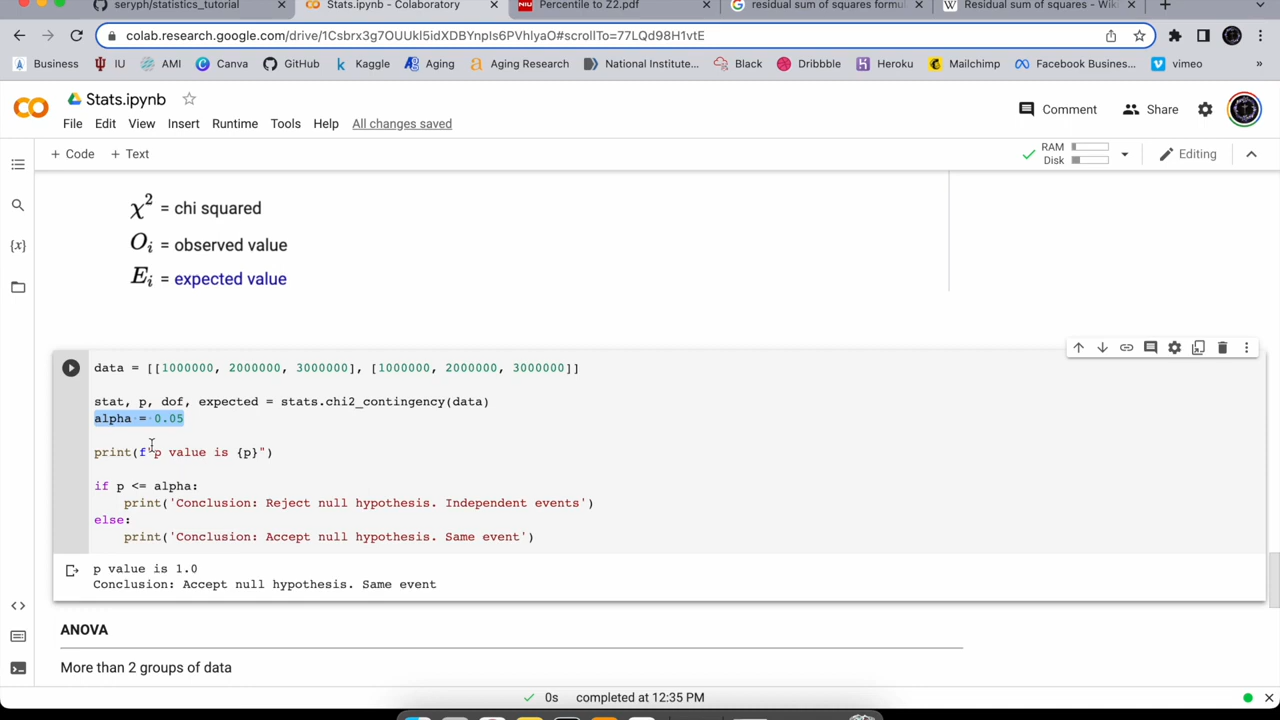 seryph/statistics_tutorial
Stats.ipynb - Colaboratory
Percentile to Z2.pdf
residual sum of squares formul
Residual sum of squares - Wiki
colab.research.google.com/drive/1Csbrx3g7OUUkl5idXDBYnpIs6PVhlyaO#scrollTo=77LQd98H1vtE
Business
IU
AMI
Canva
GitHub
Kaggle
Aging
Aging Research
National Institute...
Black
Dribbble
Heroku
Mailchimp
Facebook Busines...
vimeo
»
Stats.ipynb
Comment
Share
File
Edit
View
Insert
Runtime
Tools
Help
All changes saved
+ Code
+ Text
RAM
Disk
Editing
{x}
χ² = chi squared
Oᵢ = observed value
Eᵢ = expected value
data = [[1000000, 2000000, 3000000], [1000000, 2000000, 3000000]]
stat, p, dof, expected = stats.chi2_contingency(data)
alpha = 0.05
print(f"p value is {p}")
if p <= alpha:
print('Conclusion: Reject null hypothesis. Independent events')
else:
print('Conclusion: Accept null hypothesis. Same event')
p value is 1.0
Conclusion: Accept null hypothesis. Same event
ANOVA
More than 2 groups of data
0s completed at 12:35 PM